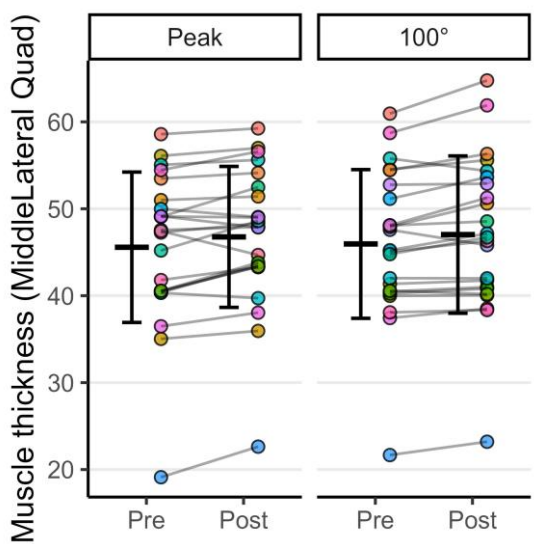 Muscle thickness (MiddleLateral Quad)
Peak
100°
60
50
40
30
20
Pre
Post
Pre
Post